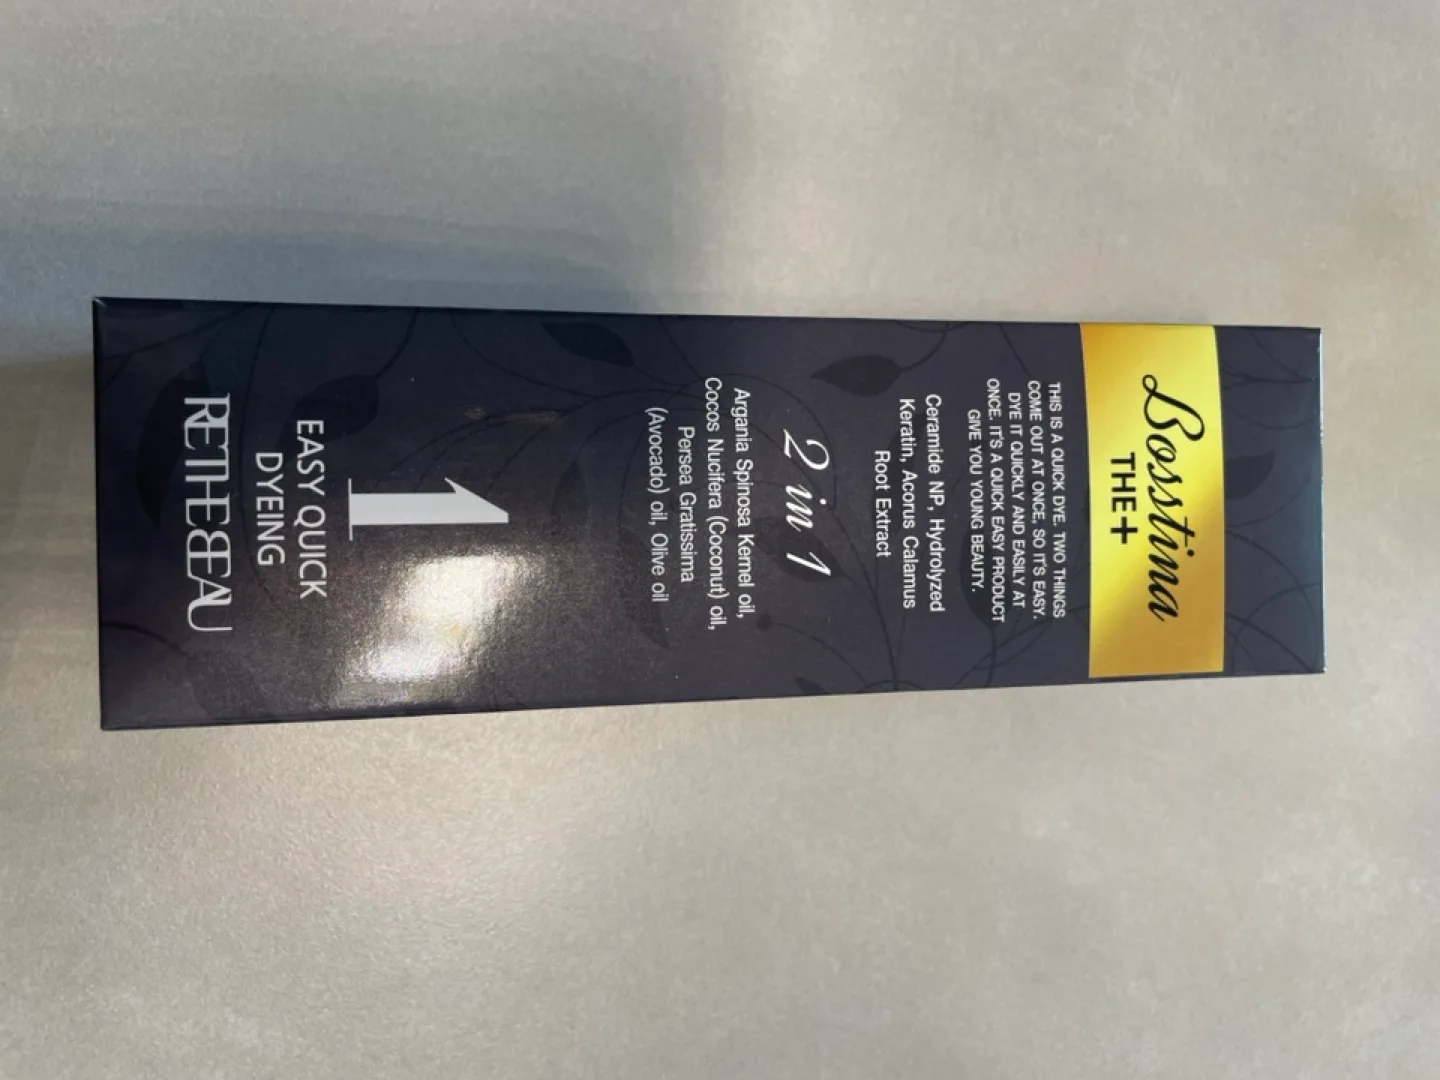 Bosstina
THE+
THIS IS A QUICK DYE. TWO THINGS
COME OUT AT ONCE, SO IT'S EASY.
DYE IT QUICKLY AND EASILY AT
ONCE. IT'S A QUICK EASY PRODUCT
GIVE YOU YOUNG BEAUTY.
Ceramide NP, Hydrolyzed
Keratin, Acorus Calamus
Root Extract
2 in 1
Argania Spinosa Kernel oil,
Cocos Nucifera (Coconut) oil,
Persea Gratissima
(Avocado) oil, Olive oil
1
EASY QUICK
DYEING
RETHEBEAU